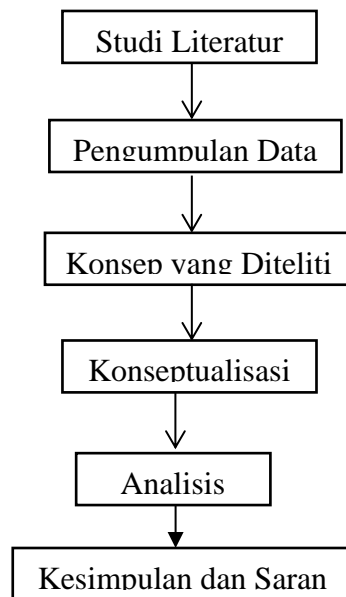 Studi Literatur
Pengumpulan Data
Konsep yang Diteliti
Konseptualisasi
Analisis
Kesimpulan dan Saran